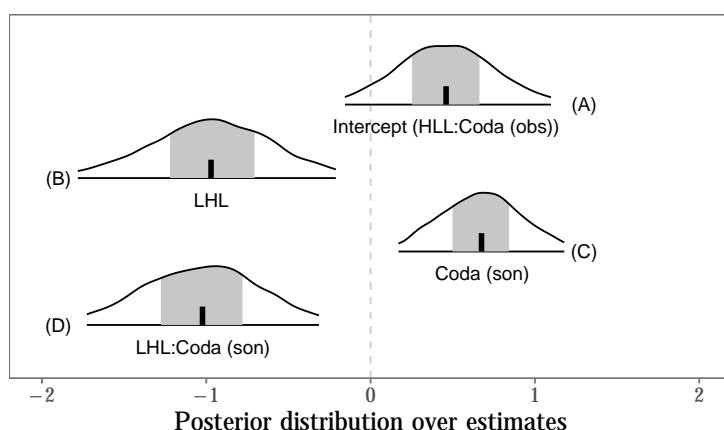 (A)
Intercept (HLL:Coda (obs))
(B)
LHL
(C)
Coda (son)
(D)
LHL:Coda (son)
−2 −1 0 1 2
Posterior distribution over estimates